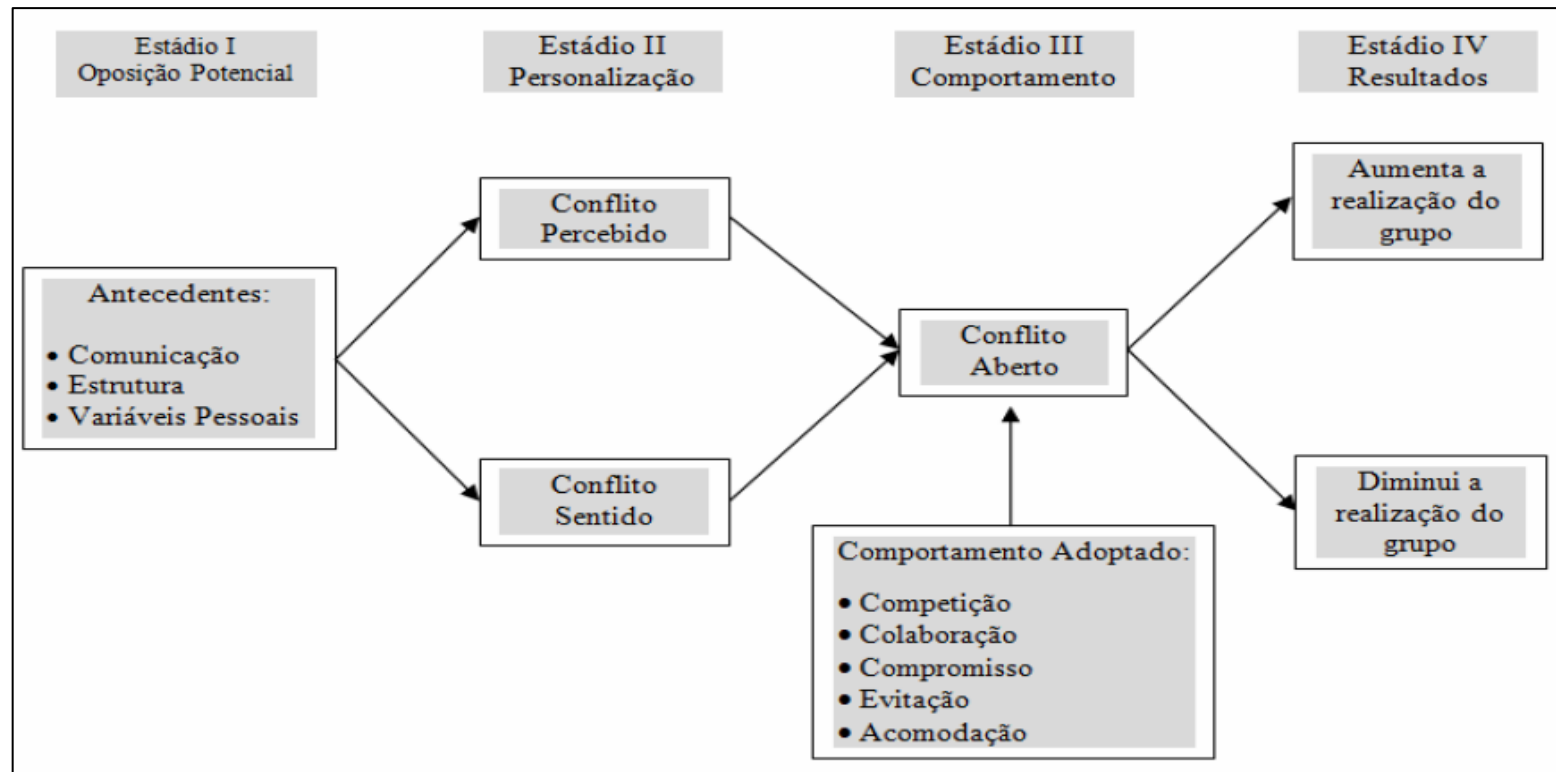 Estádio I
Oposição Potencial
Estádio II
Personalização
Estádio III
Comportamento
Estádio IV
Resultados
Antecedentes:
• Comunicação
• Estrutura
• Variáveis Pessoais
Conflito
Percebido
Conflito
Sentido
Conflito
Aberto
Comportamento Adoptado:
• Competição
• Colaboração
• Compromisso
• Evitação
• Acomodação
Aumenta a
realização do
grupo
Diminui a
realização do
grupo